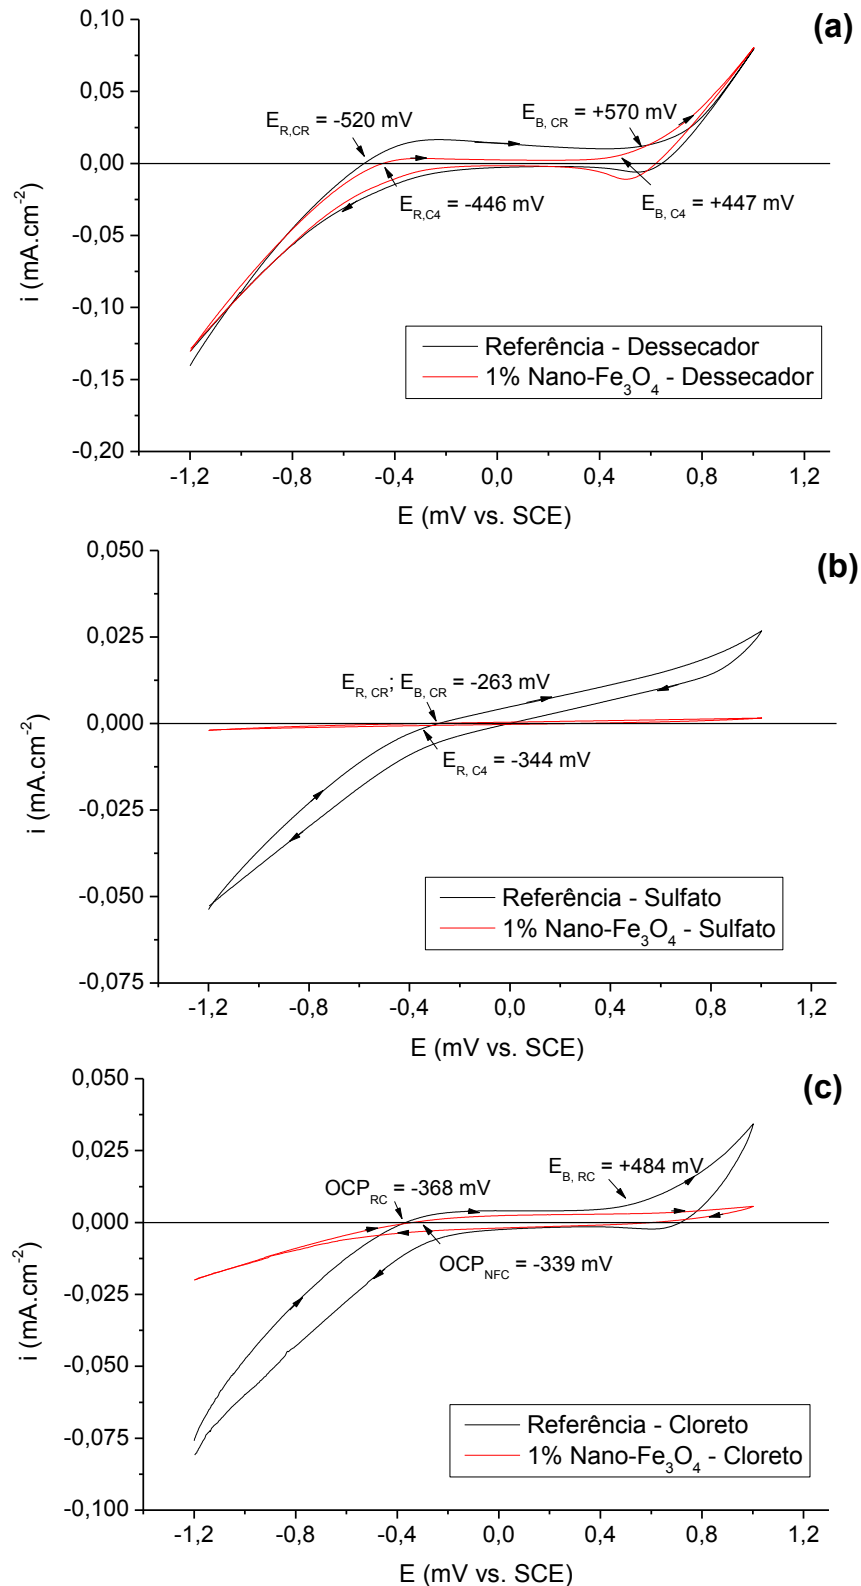 (a)
0,10
0,05
0,00
-0,05
-0,10
-0,15
-0,20
i (mA.cm-2)
ER,CR = -520 mV
EB, CR = +570 mV
ER,C4 = -446 mV
EB, C4 = +447 mV
Referência - Dessecador
1% Nano-Fe3O4 - Dessecador
-1,2 -0,8 -0,4 0,0 0,4 0,8 1,2
E (mV vs. SCE)
(b)
0,050
0,025
0,000
-0,025
-0,050
-0,075
i (mA.cm-2)
ER, CR; EB, CR = -263 mV
ER, C4 = -344 mV
Referência - Sulfato
1% Nano-Fe3O4 - Sulfato
-1,2 -0,8 -0,4 0,0 0,4 0,8 1,2
E (mV vs. SCE)
(c)
0,050
0,025
0,000
-0,025
-0,050
-0,075
-0,100
i (mA.cm-2)
EB, RC = +484 mV
OCPRC = -368 mV
OCPNFC = -339 mV
Referência - Cloreto
1% Nano-Fe3O4 - Cloreto
-1,2 -0,8 -0,4 0,0 0,4 0,8 1,2
E (mV vs. SCE)